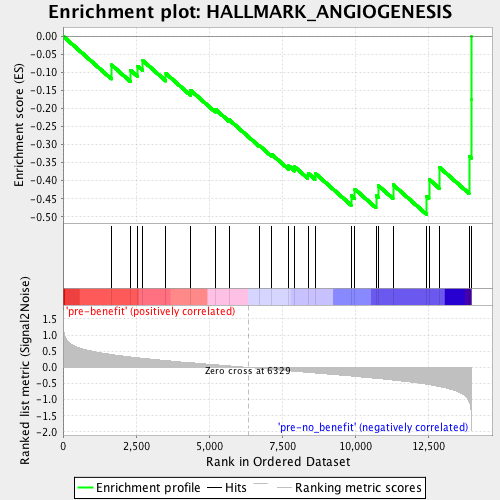 Enrichment plot: HALLMARK_ANGIOGENESIS
Enrichment score (ES)
0.00
-0.05
-0.10
-0.15
-0.20
-0.25
-0.30
-0.35
-0.40
-0.45
-0.50
'pre-benefit' (positively correlated)
Ranked list metric (Signal2Noise)
1.5
1.0
0.5
0.0
-0.5
-1.0
-1.5
-2.0
Zero cross at 6329
'pre-no_benefit' (negatively correlated)
0 2,500 5,000 7,500 10,000 12,500
Rank in Ordered Dataset
Enrichment profile Hits Ranking metric scores